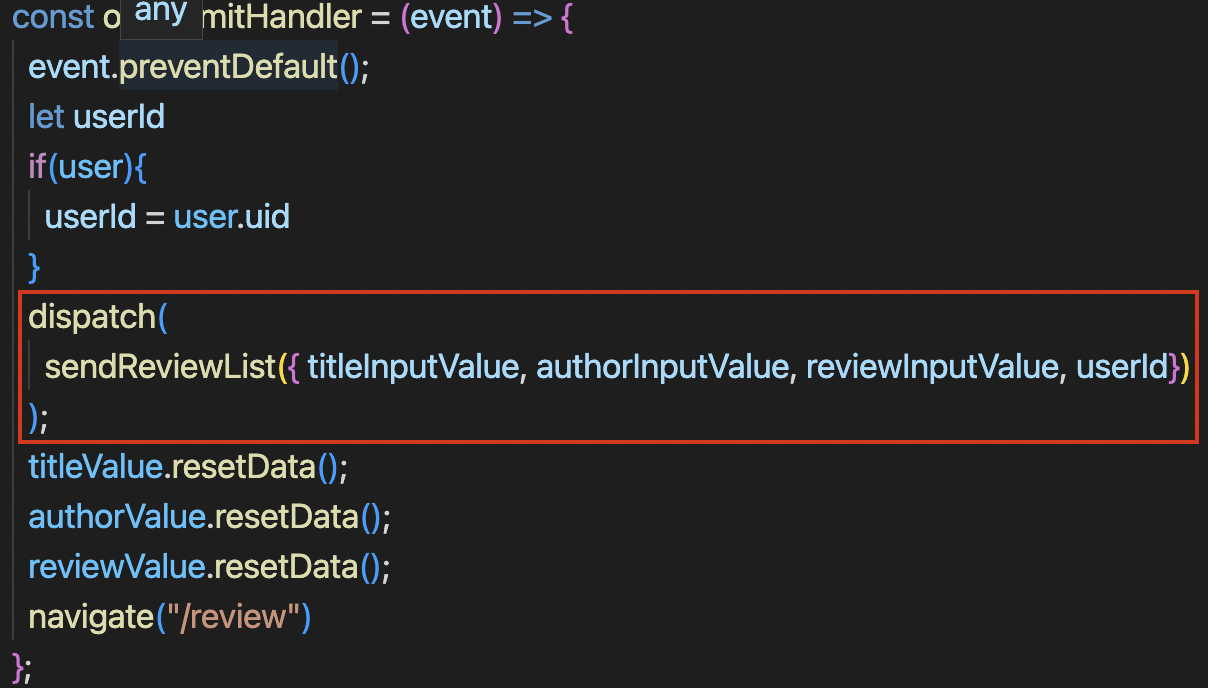 any
const o mitHandler = (event) => {
event.preventDefault();
let userId
if(user){
userId = user.uid
}
dispatch(
sendReviewList({ titleInputValue, authorInputValue, reviewInputValue, userId})
);
titleValue.resetData();
authorValue.resetData();
reviewValue.resetData();
navigate("/review")
};